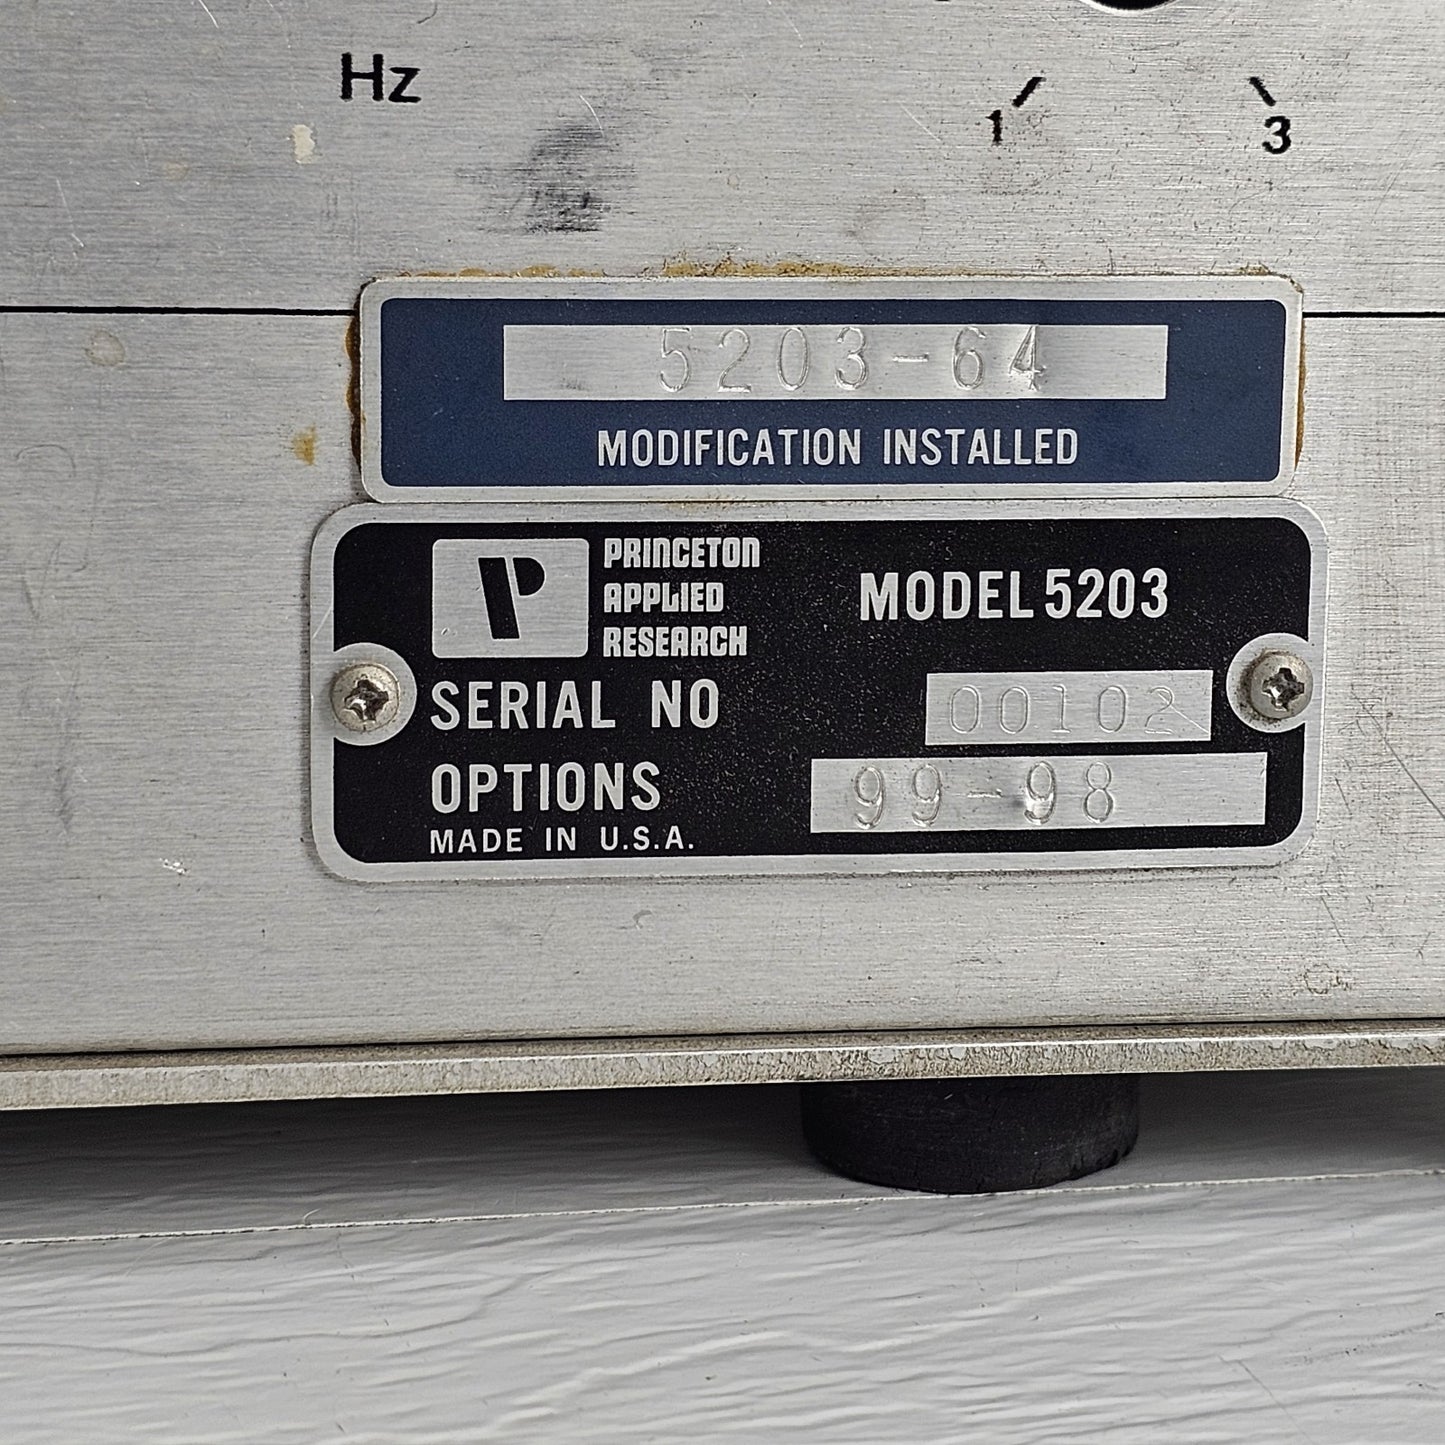 Hz
1 3
5203-64
MODIFICATION INSTALLED
P
PRINCETON
APPLIED
RESEARCH
MODEL 5203
SERIAL NO 00102
OPTIONS 99-98
MADE IN U.S.A.